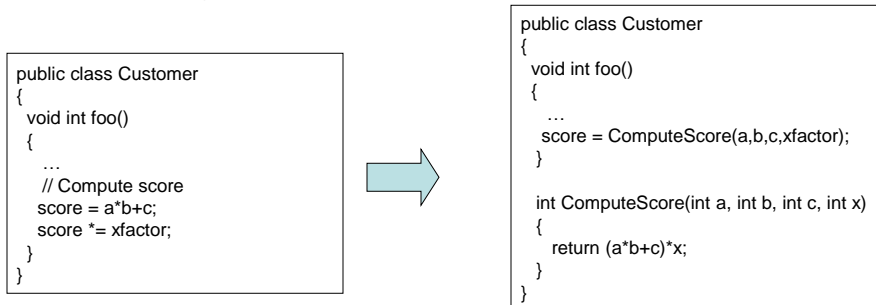 public class Customer
{
void int foo()
{
…
// Compute score
score = a*b+c;
score *= xfactor;
}
}
public class Customer
{
void int foo()
{
…
score = ComputeScore(a,b,c,xfactor);
}
int ComputeScore(int a, int b, int c, int x)
{
return (a*b+c)*x;
}
}